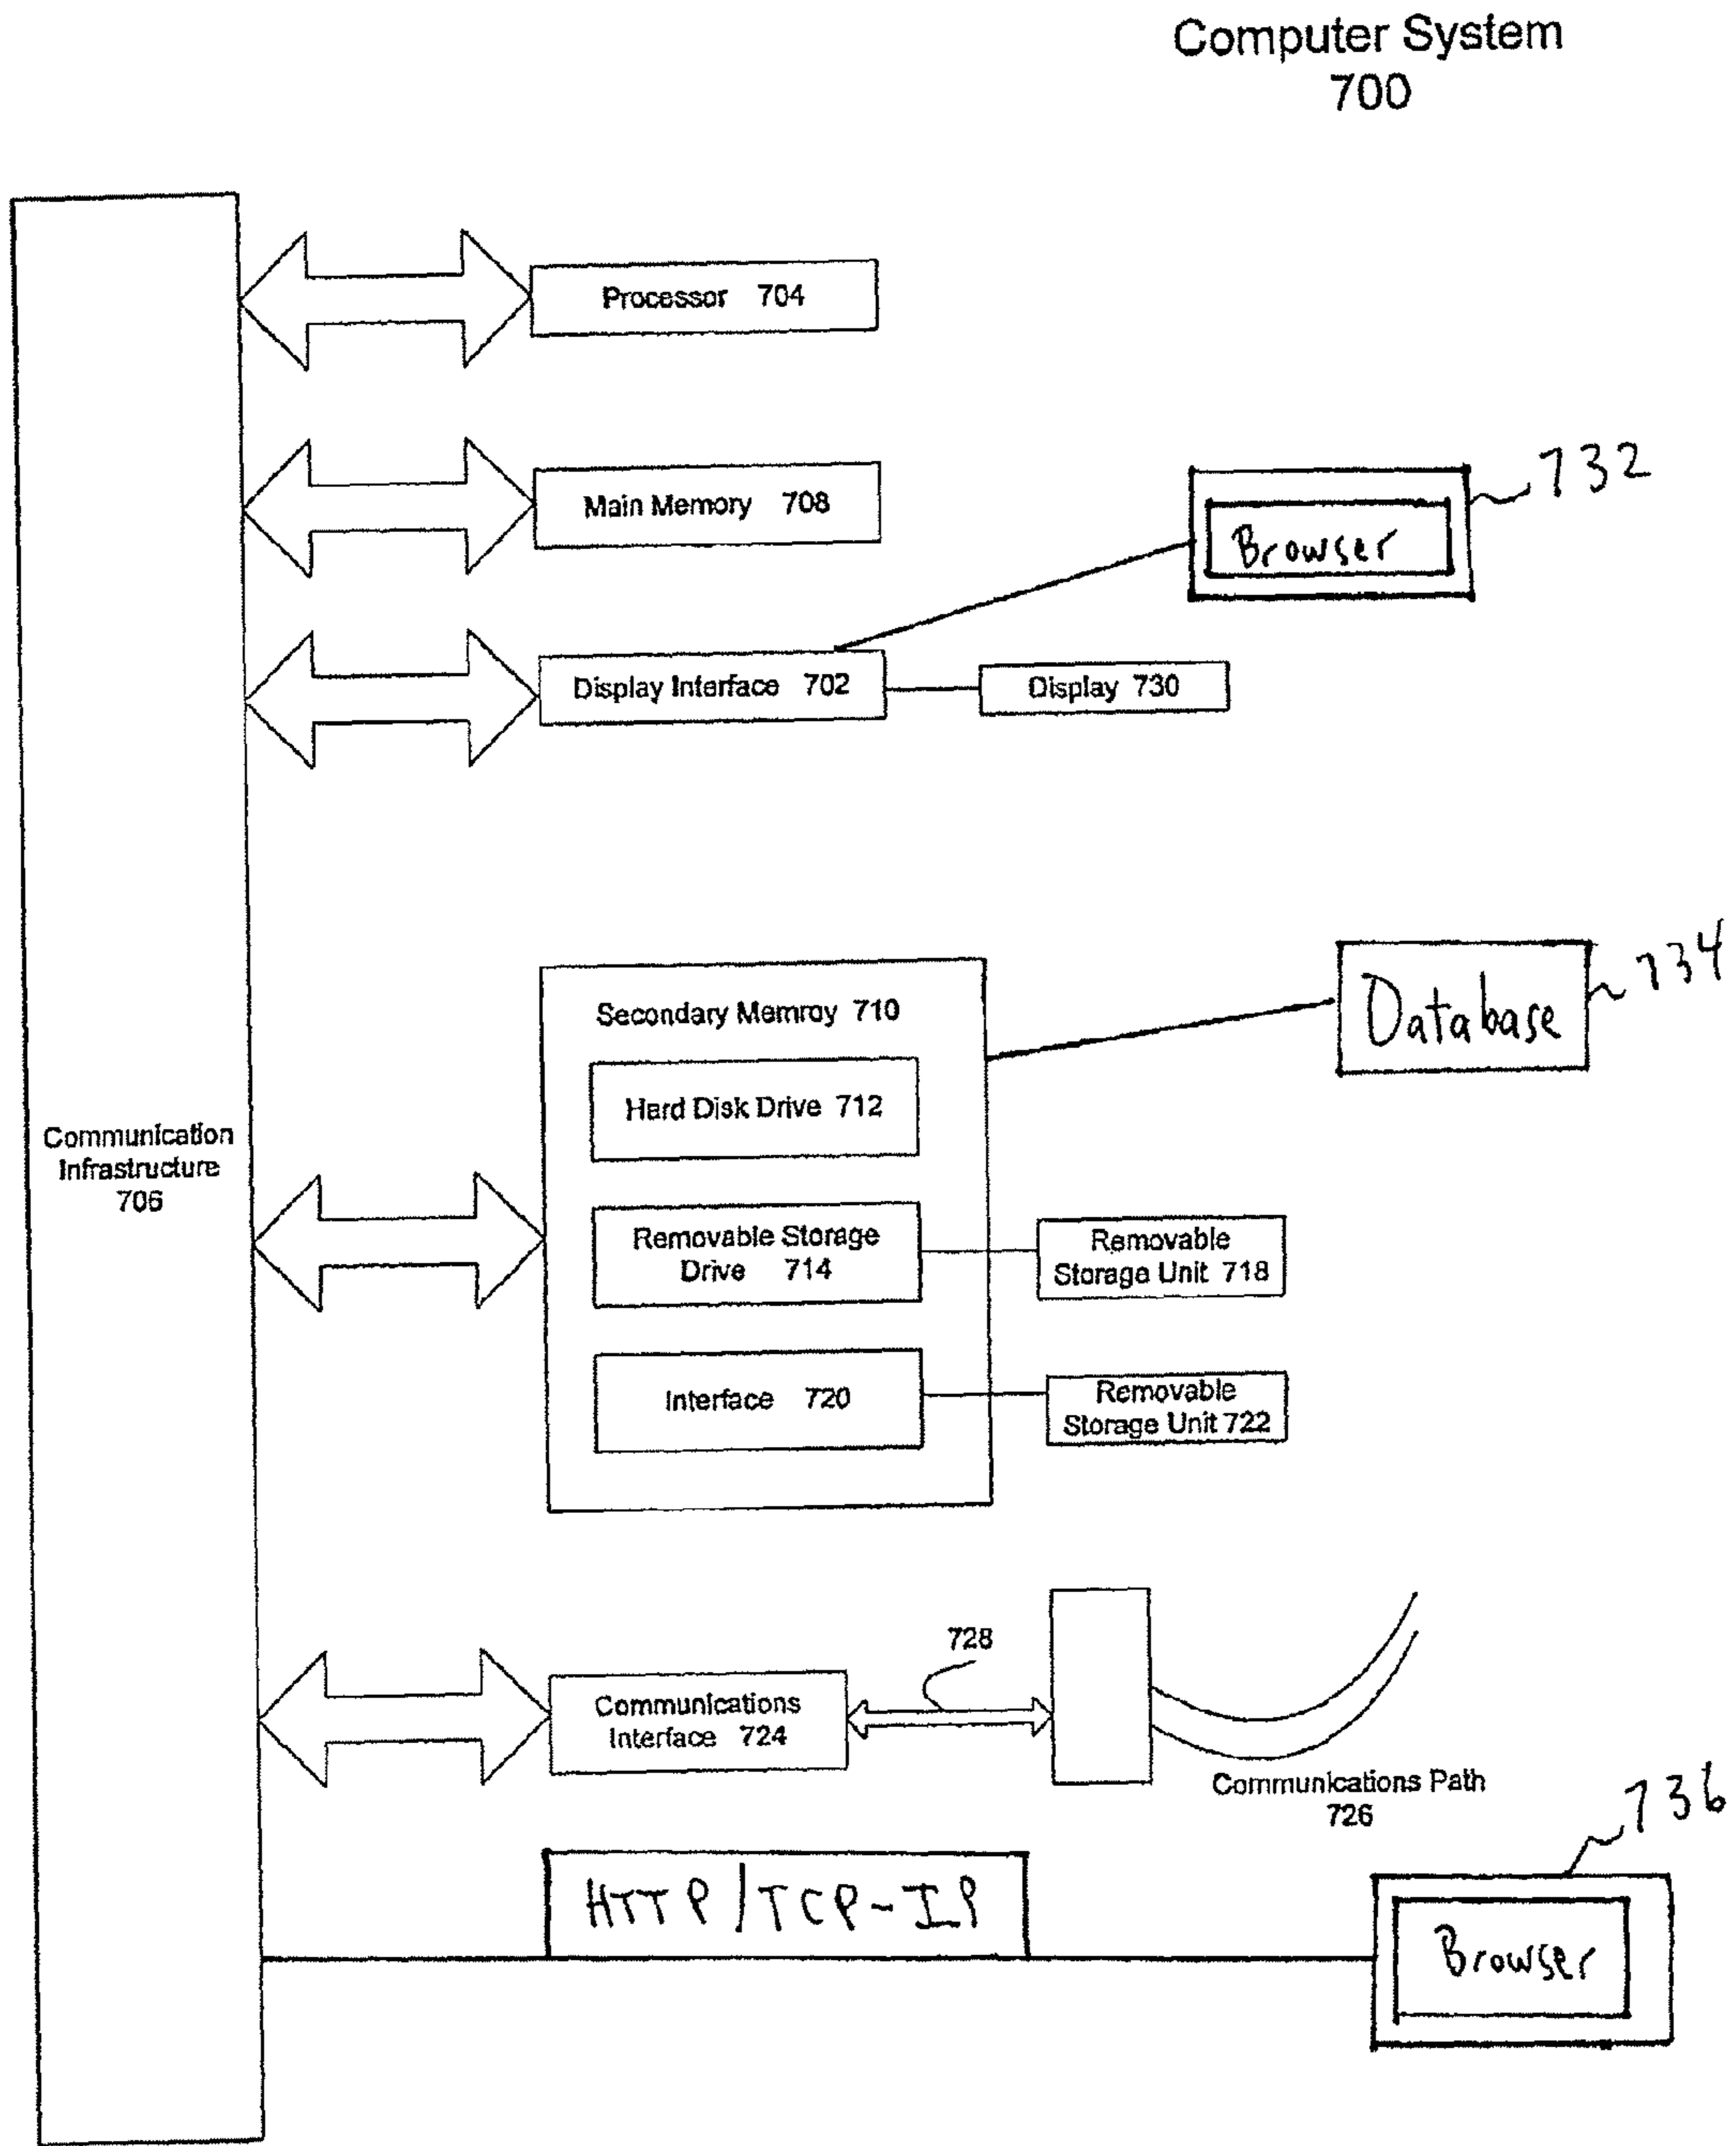 Computer System
700
Processor 704
Main Memory 708
732
Browser
Display Interface 702
Display 730
734
Database
Secondary Memroy 710
Hard Disk Drive 712
Communication
Infrastructure
706
Removable Storage
Drive 714
Removable
Storage Unit 718
Interface 720
Removable
Storage Unit 722
728
Communications
Interface 724
Communications Path
726
736
HTTP/TCP-IP
Browser